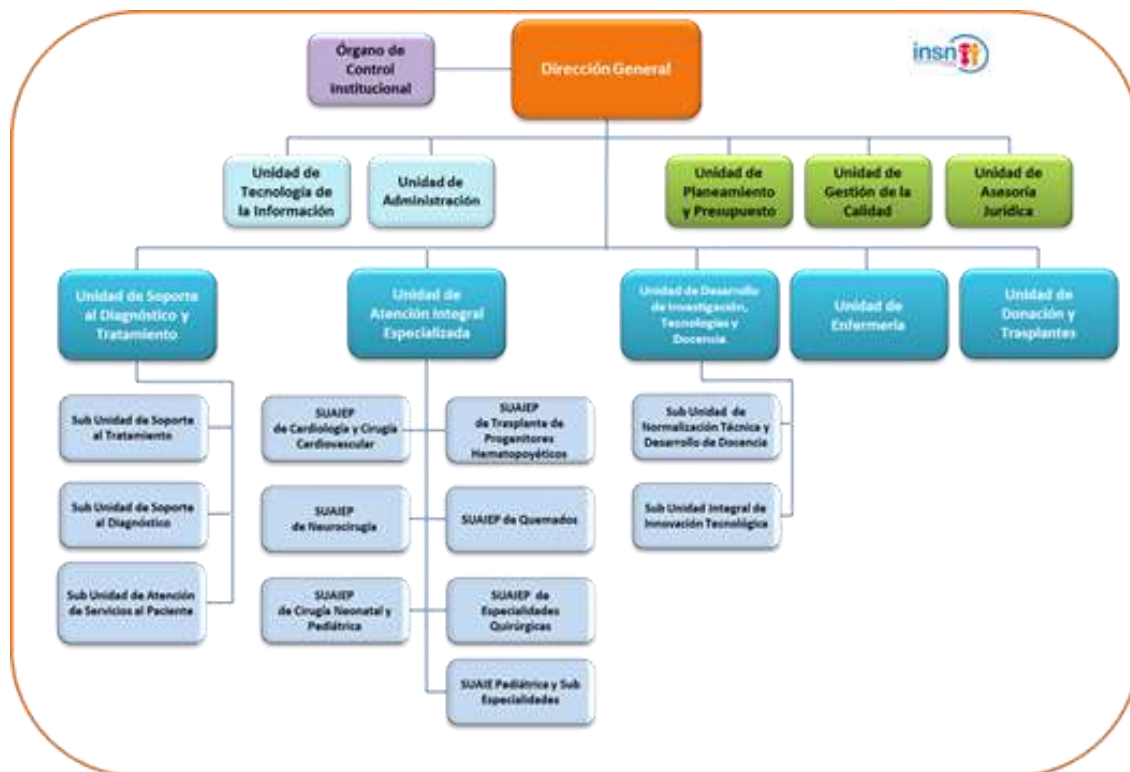 Órgano de
Control
Institucional
Dirección General
insn
Unidad de
Tecnología de
la Información
Unidad de
Administración
Unidad de
Planeamiento
y Presupuesto
Unidad de
Gestión de la
Calidad
Unidad de
Asesoría
Jurídica
Unidad de Soporte
al Diagnóstico y
Tratamiento
Unidad de
Atención Integral
Especializada
Unidad de Desarrollo
de Investigación,
Tecnologías y
Docencia
Unidad de
Enfermería
Unidad de
Donación y
Trasplantes
Sub Unidad de Soporte
al Tratamiento
SUAIEP
de Cardiología y Cirugía
Cardiovascular
SUAIEP
de Trasplante de
Progenitores
Hematopoyéticos
Sub Unidad de
Normalización Técnica y
Desarrollo de Docencia
Sub Unidad de Soporte
al Diagnóstico
SUAIEP
de Neurocirugía
SUAIEP de Quemados
Sub Unidad Integral de
Innovación Tecnológica
Sub Unidad de Atención
de Servicios al Paciente
SUAIEP
de Cirugía Neonatal y
Pediátrica
SUAIEP de
Especialidades
Quirúrgicas
SUAIE Pediátrica y Sub
Especialidades